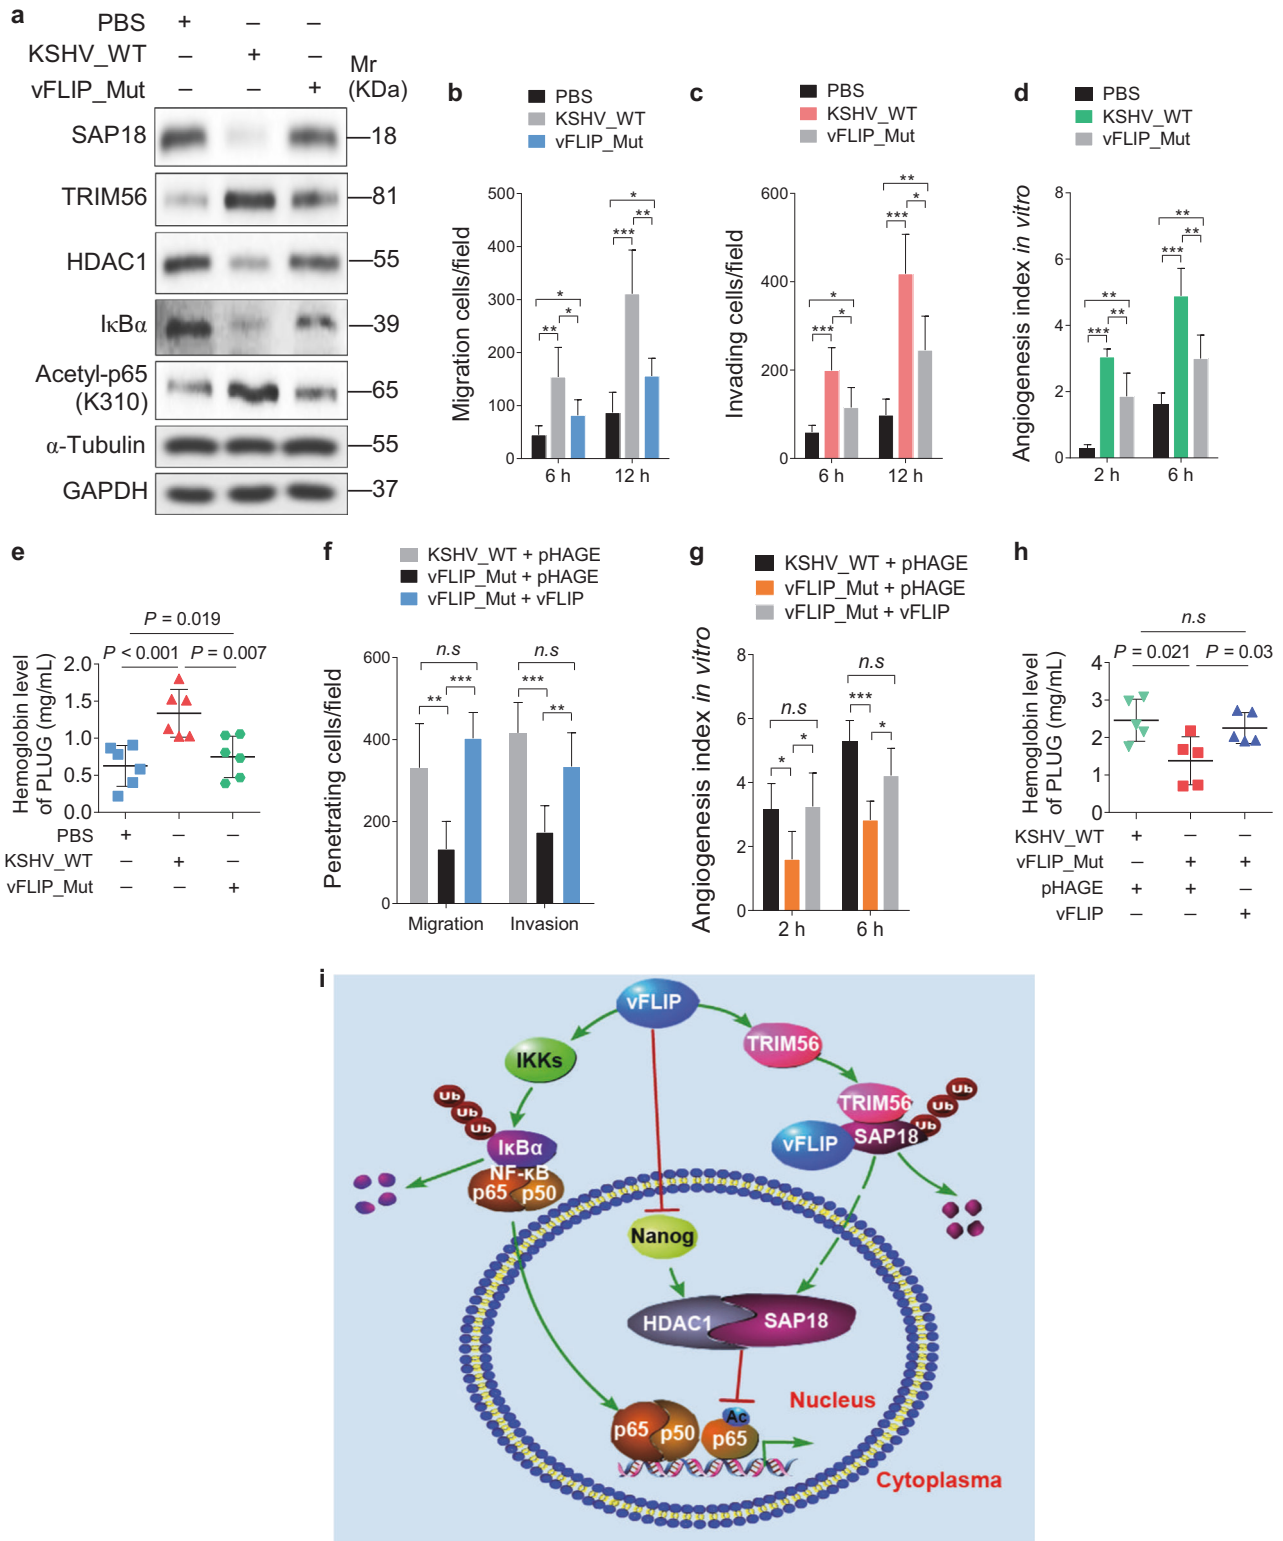 a
PBS + – –
KSHV_WT – + –
vFLIP_Mut – – +
Mr
(KDa)
SAP18 18
TRIM56 81
HDAC1 55
IκBα 39
Acetyl-p65
(K310) 65
α-Tubulin 55
GAPDH 37
b
PBS
KSHV_WT
vFLIP_Mut
Migration cells/field
500
400
300
200
100
0
*
**
*
*
***
**
6 h 12 h
c
PBS
KSHV_WT
vFLIP_Mut
Invading cells/field
600
400
200
0
*
***
*
**
***
*
6 h 12 h
d
PBS
KSHV_WT
vFLIP_Mut
Angiogenesis index in vitro
8
6
4
2
0
**
***
**
**
***
**
2 h 6 h
e
P = 0.019
P < 0.001 P = 0.007
Hemoglobin level
of PLUG (mg/mL)
2.0
1.5
1.0
0.5
0.0
PBS + – –
KSHV_WT – + –
vFLIP_Mut – – +
f
KSHV_WT + pHAGE
vFLIP_Mut + pHAGE
vFLIP_Mut + vFLIP
Penetrating cells/field
600
400
200
0
n.s
**
***
n.s
***
**
Migration Invasion
g
KSHV_WT + pHAGE
vFLIP_Mut + pHAGE
vFLIP_Mut + vFLIP
Angiogenesis index in vitro
8
6
4
2
0
n.s
*
*
n.s
***
*
2 h 6 h
h
n.s
P = 0.021 P = 0.03
Hemoglobin level
of PLUG (mg/mL)
4
3
2
1
0
KSHV_WT + – –
vFLIP_Mut – + +
pHAGE + + –
vFLIP – – +
i
vFLIP
IKKs
TRIM56
Ub
Ub
Ub
IκBα
NF-κB
p65 p50
TRIM56
vFLIP
SAP18
Ub
Ub
Ub
Nanog
HDAC1 SAP18
p65 p50
Ac
p65
Nucleus
Cytoplasma